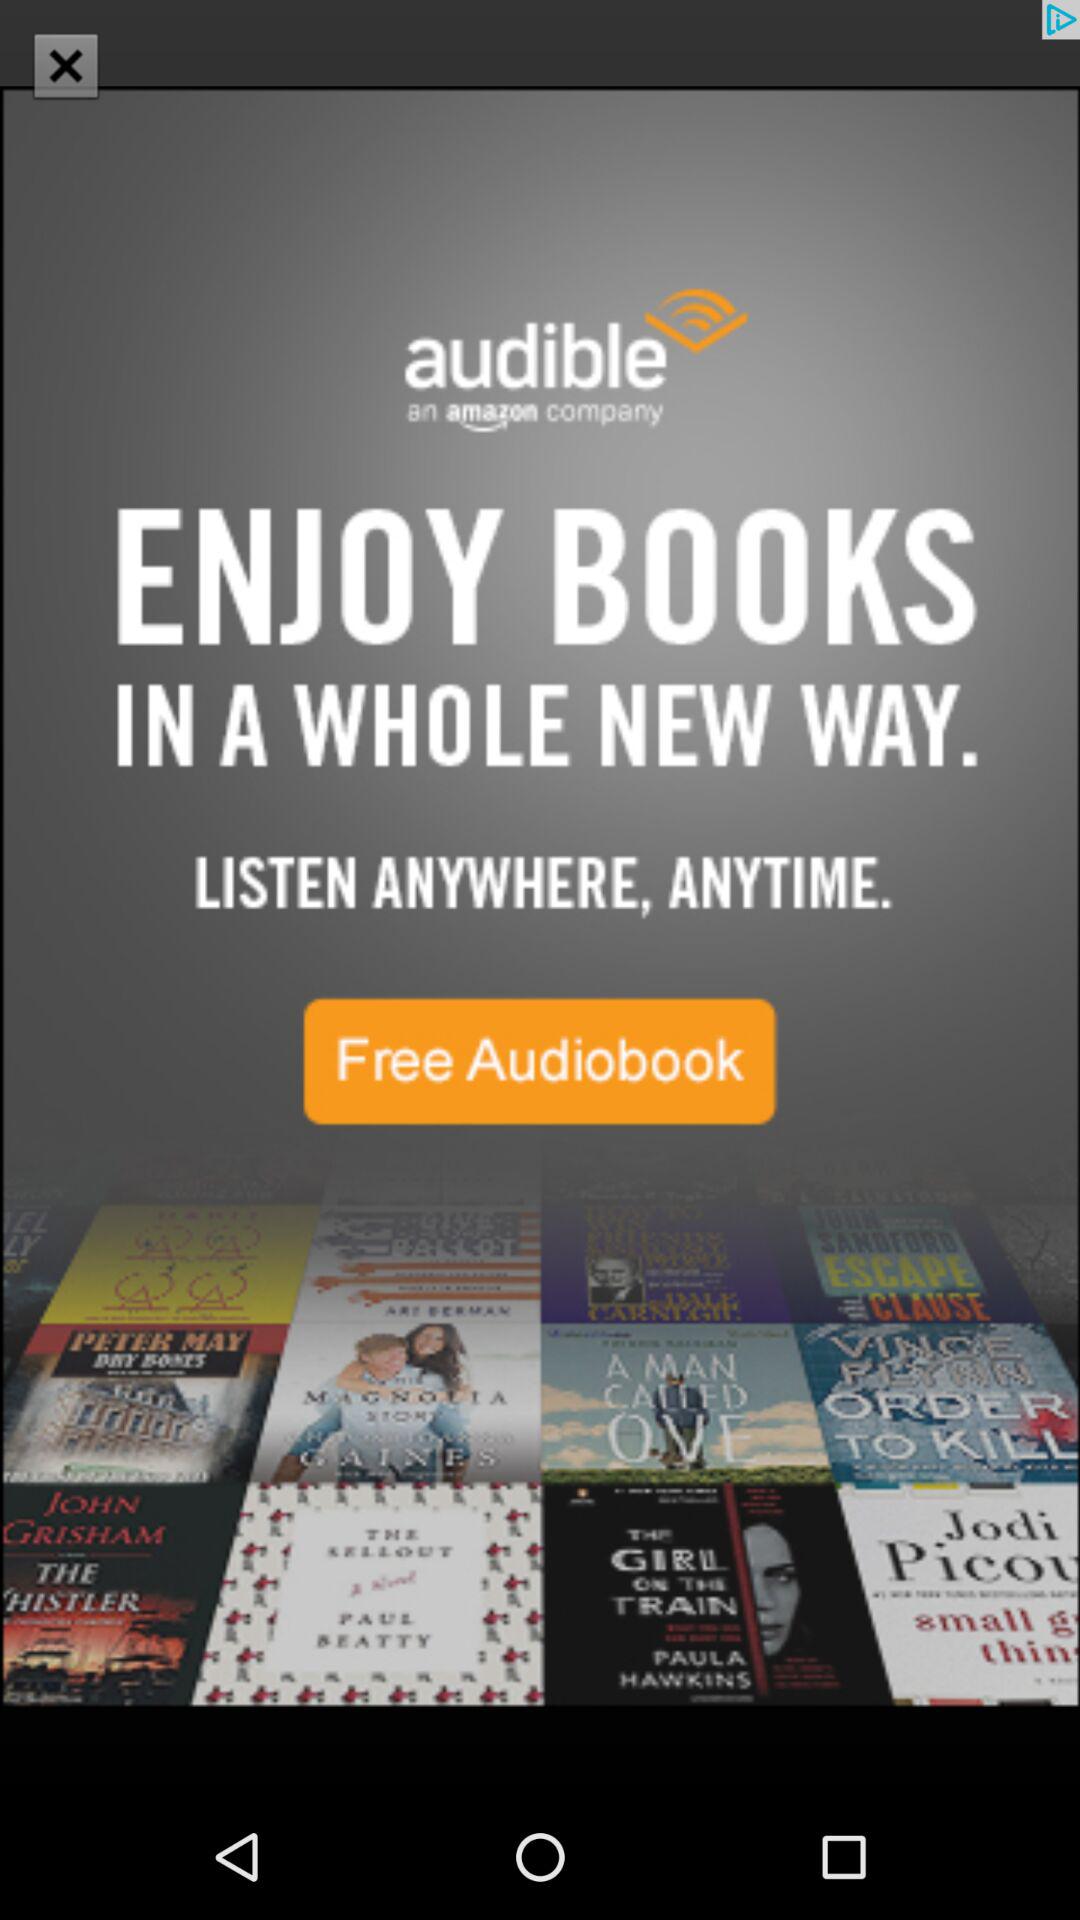 audible
an amazon company
ENJOY BOOKS
IN A WHOLE NEW WAY.
LISTEN ANYWHERE, ANYTIME.
Free Audiobook
BALLOT
ARI BERMAN
DALE
CARNEGIE
JOHN
SANDFORD
ESCAPE
CLAUSE
PETER MAY
DRY BONES
THE
MAGNOLIA
STORY
GAINES
A MAN
CALLED
OVE
VINCE
FLYNN
ORDER
TO KILL
JOHN
GRISHAM
THE
WHISTLER
THE
SELLOUT
a Novel
PAUL
BEATTY
THE
GIRL
ON THE
TRAIN
PAULA
HAWKINS
Jodi
Picou
small g
thin